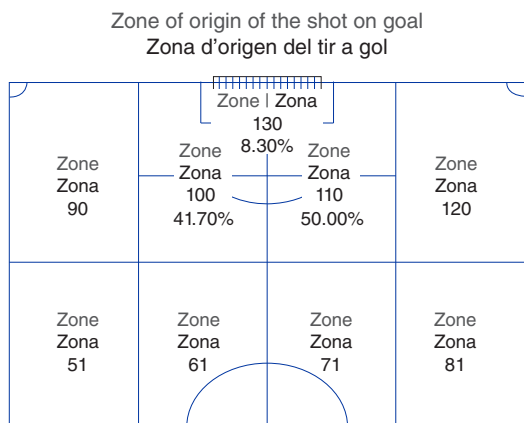 Zone of origin of the shot on goal
Zona d'origen del tir a gol
Zone | Zona
130
8.30%
Zone
Zona
90
Zone
Zona
100
41.70%
Zone
Zona
110
50.00%
Zone
Zona
120
Zone
Zona
51
Zone
Zona
61
Zone
Zona
71
Zone
Zona
81